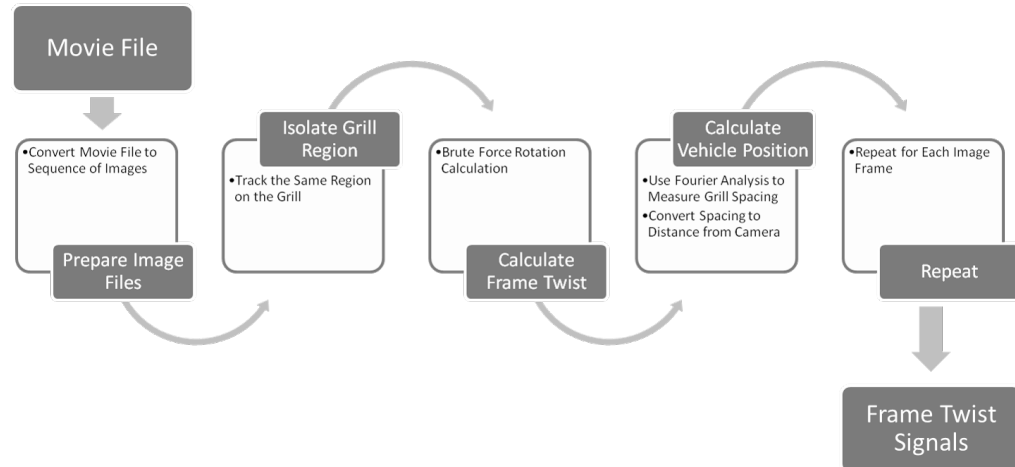 Movie File
•Convert Movie File to
Sequence of Images
Prepare Image
Files
Isolate Grill
Region
•Track the Same Region
on the Grill
•Brute Force Rotation
Calculation
Calculate
Frame Twist
Calculate
Vehicle Position
•Use Fourier Analysis to
Measure Grill Spacing
•Convert Spacing to
Distance from Camera
•Repeat for Each Image
Frame
Repeat
Frame Twist
Signals